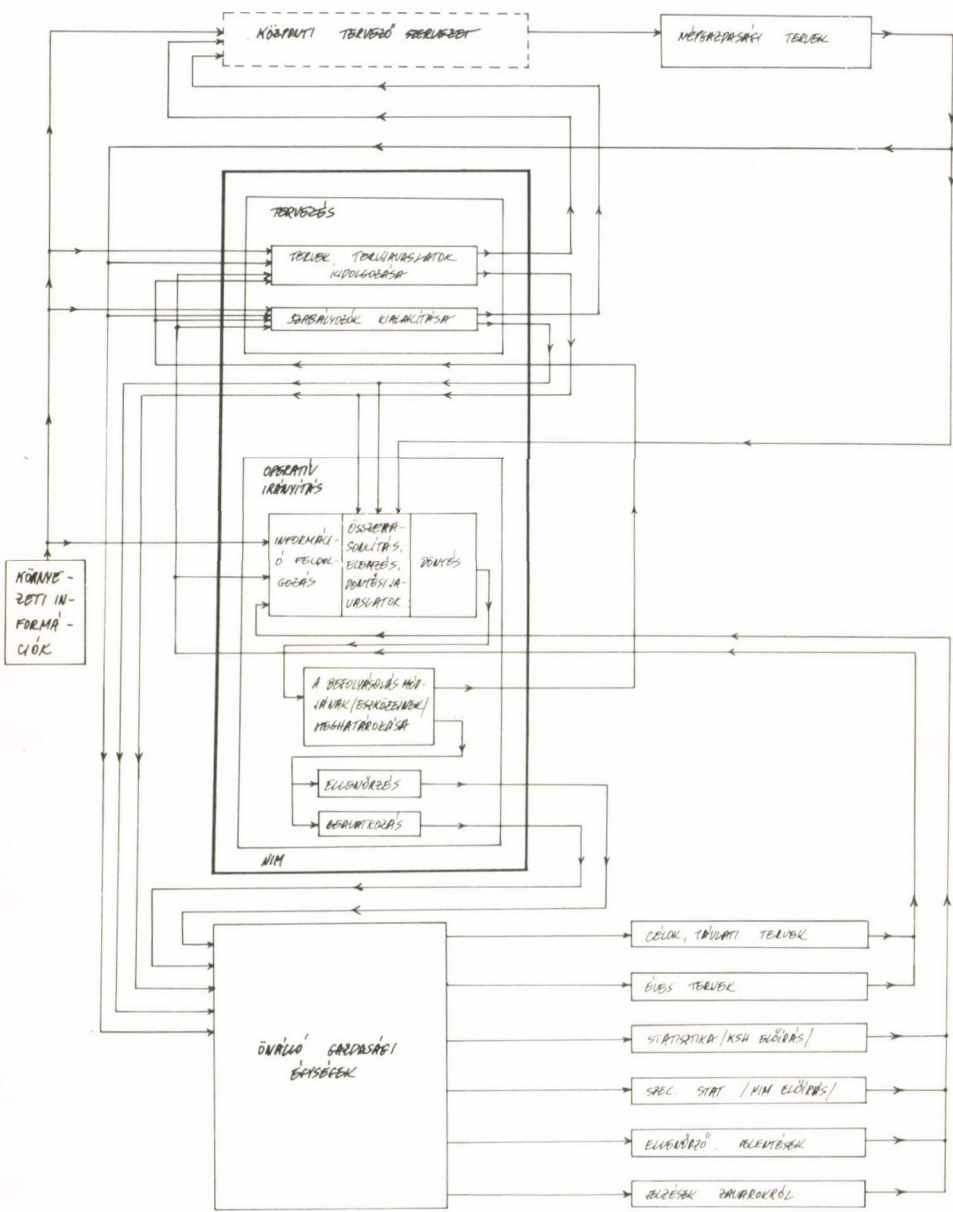 KÖZPONTI TERVEZŐ SZERVEZET
NÉPGAZDASÁGI TERVEK
TERVEZÉS
TERVEK TERVJAVASLATOK
KIDOLGOZÁSA
SZABÁLYOZÓK KIALAKÍTÁSA
OPERATÍV
IRÁNYÍTÁS
INFORMÁCI-
Ó FELDOL-
GOZÁS
ÖSSZEHA-
SONLÍTÁS,
ELEMZÉS,
DÖNTÉSI JA-
VASLATOK
DÖNTÉS
KÖRNYE-
ZETI IN-
FORMÁ-
CIÓK
A BEFOLYÁSOLÁS MÓD-
JÁNAK/ESZKÖZEINEK/
MEGHATÁROZÁSA
ELLENŐRZÉS
BEAVATKOZÁS
NIM
ÖNÁLLÓ GAZDASÁGI
EGYSÉGEK
CÉLOK, TÁVLATI TERVEK
ÉVES TERVEK
STATISZTIKA /KSH ELŐÍRÁS/
SPEC. STAT /NIM ELŐÍRÁS/
ELLENŐRZŐ JELENTÉSEK
JELZÉSEK ZAVAROKRÓL